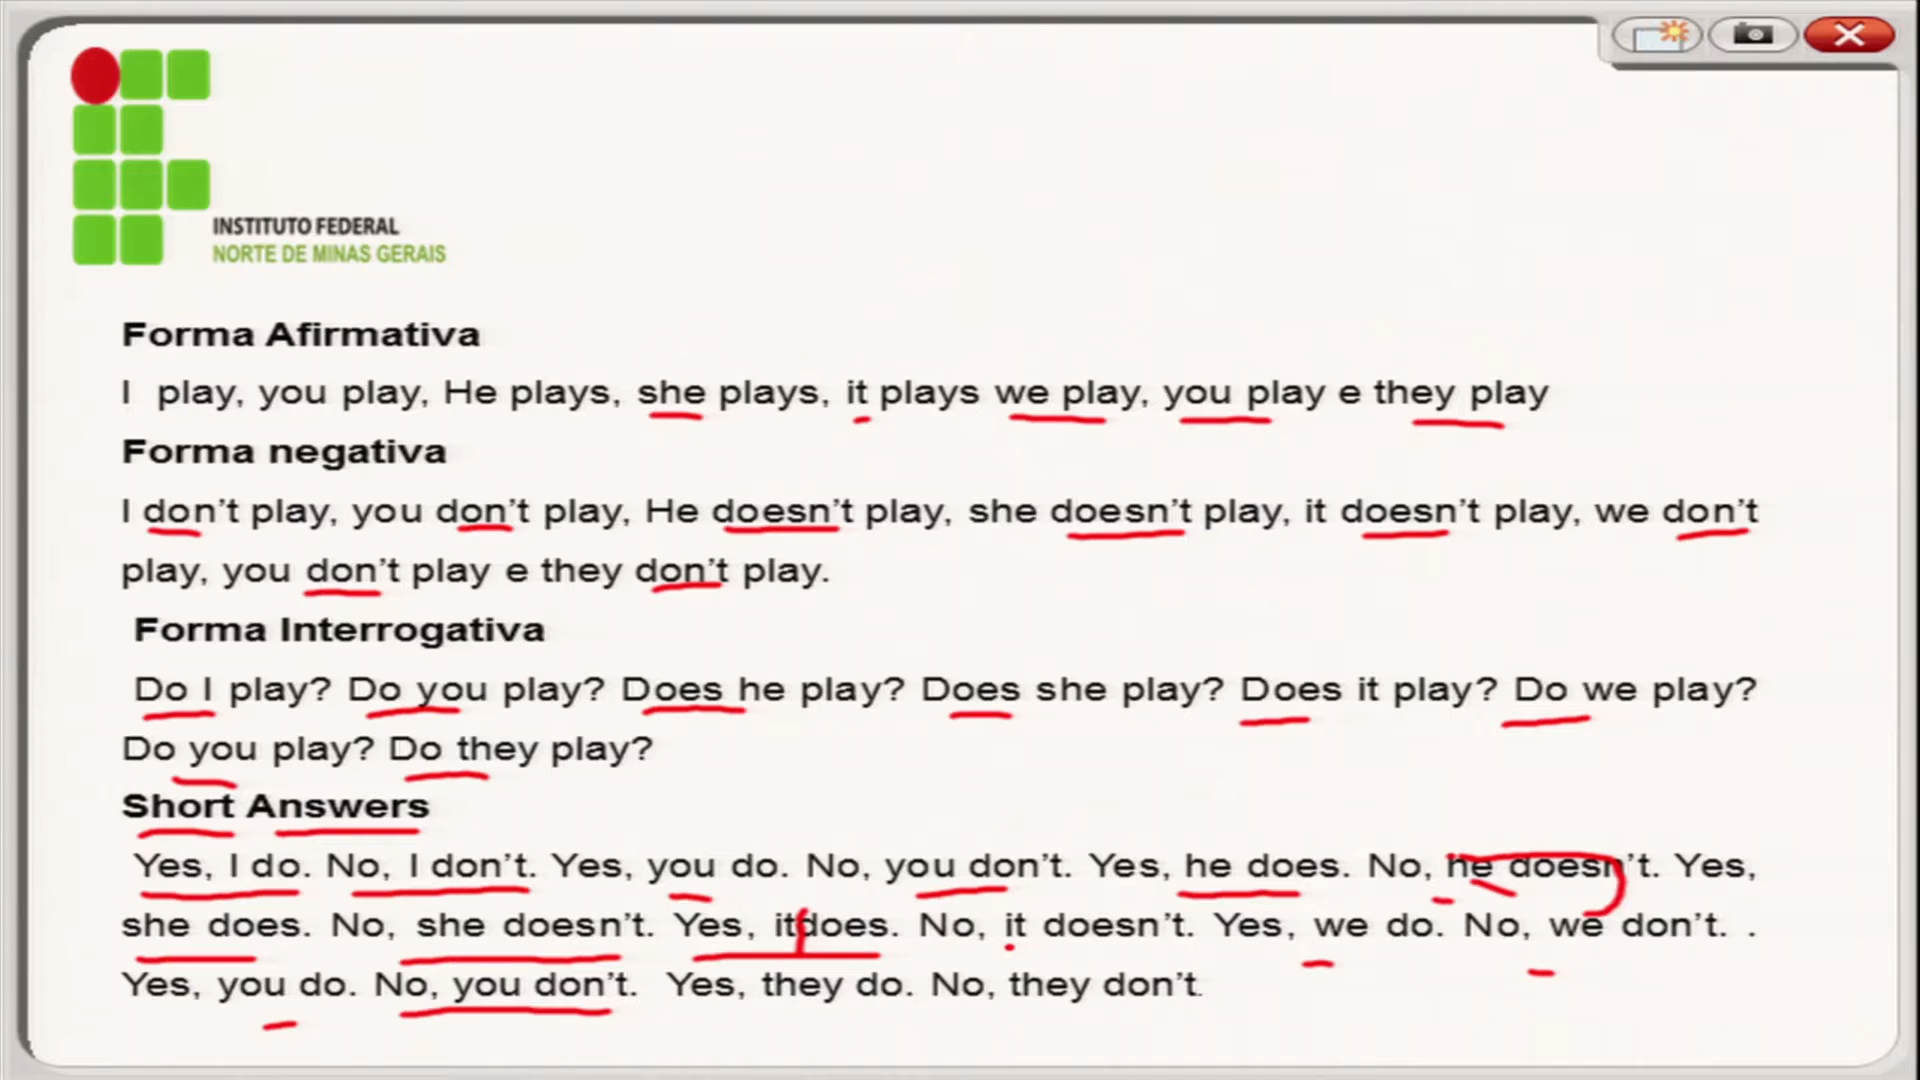 INSTITUTO FEDERAL
NORTE DE MINAS GERAIS
Forma Afirmativa
I play, you play, He plays, she plays, it plays we play, you play e they play
Forma negativa
I don't play, you don't play, He doesn't play, she doesn't play, it doesn't play, we don't
play, you don't play e they don't play.
Forma Interrogativa
Do I play? Do you play? Does he play? Does she play? Does it play? Do we play?
Do you play? Do they play?
Short Answers
Yes, I do. No, I don't. Yes, you do. No, you don't. Yes, he does. No, he doesn't. Yes,
she does. No, she doesn't. Yes, itdoes. No, it doesn't. Yes, we do. No, we don't. .
Yes, you do. No, you don't. Yes, they do. No, they don't.